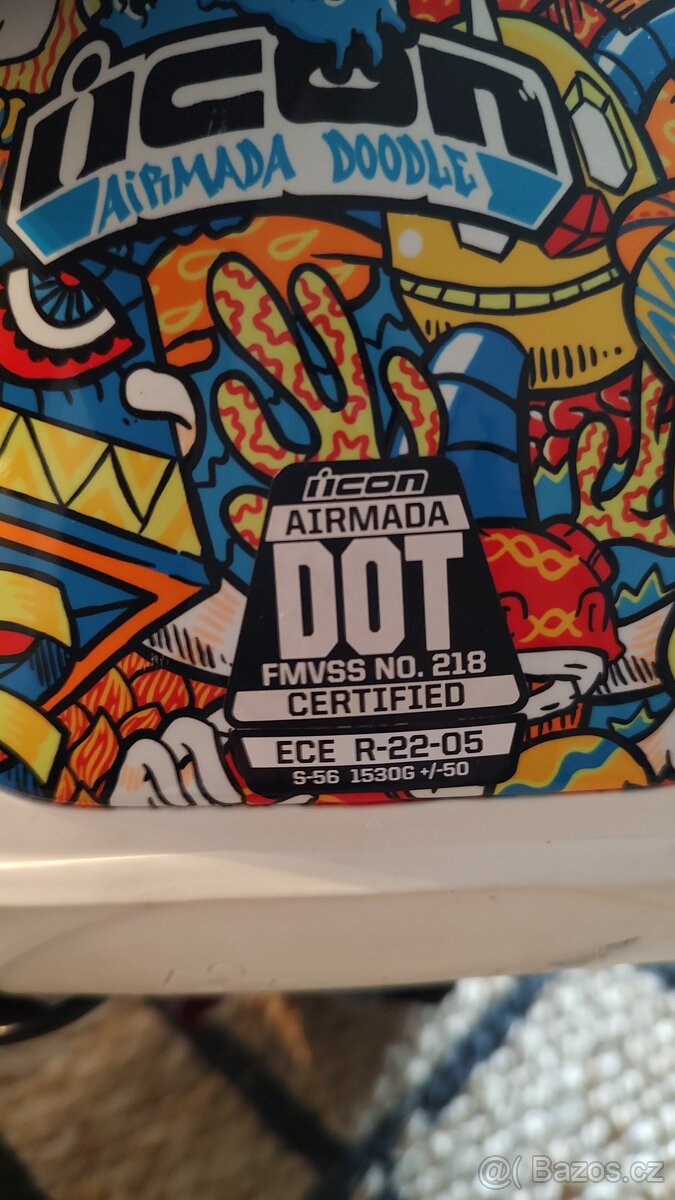 icon
AIRMADA DOODLE
icon
AIRMADA
DOT
FMVSS NO. 218
CERTIFIED
ECE R-22-05
S-56 1530G +/-50
@( Bazos.cz